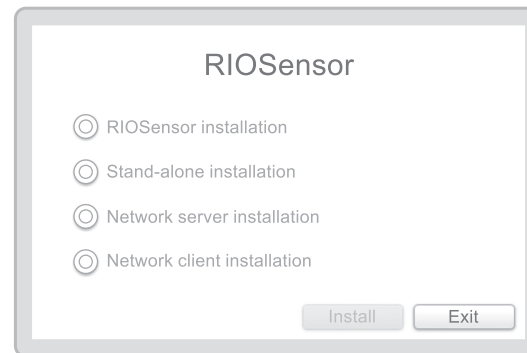 RIOSensor
RIOSensor installation
Stand-alone installation
Network server installation
Network client installation
Install
Exit